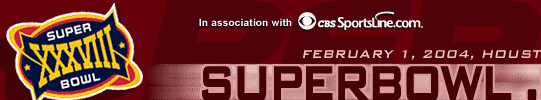 SUPER
XXXVIII
BOWL
In association with CBS SportsLine.com.
FEBRUARY 1, 2004, HOUST
SUPERBOWL.